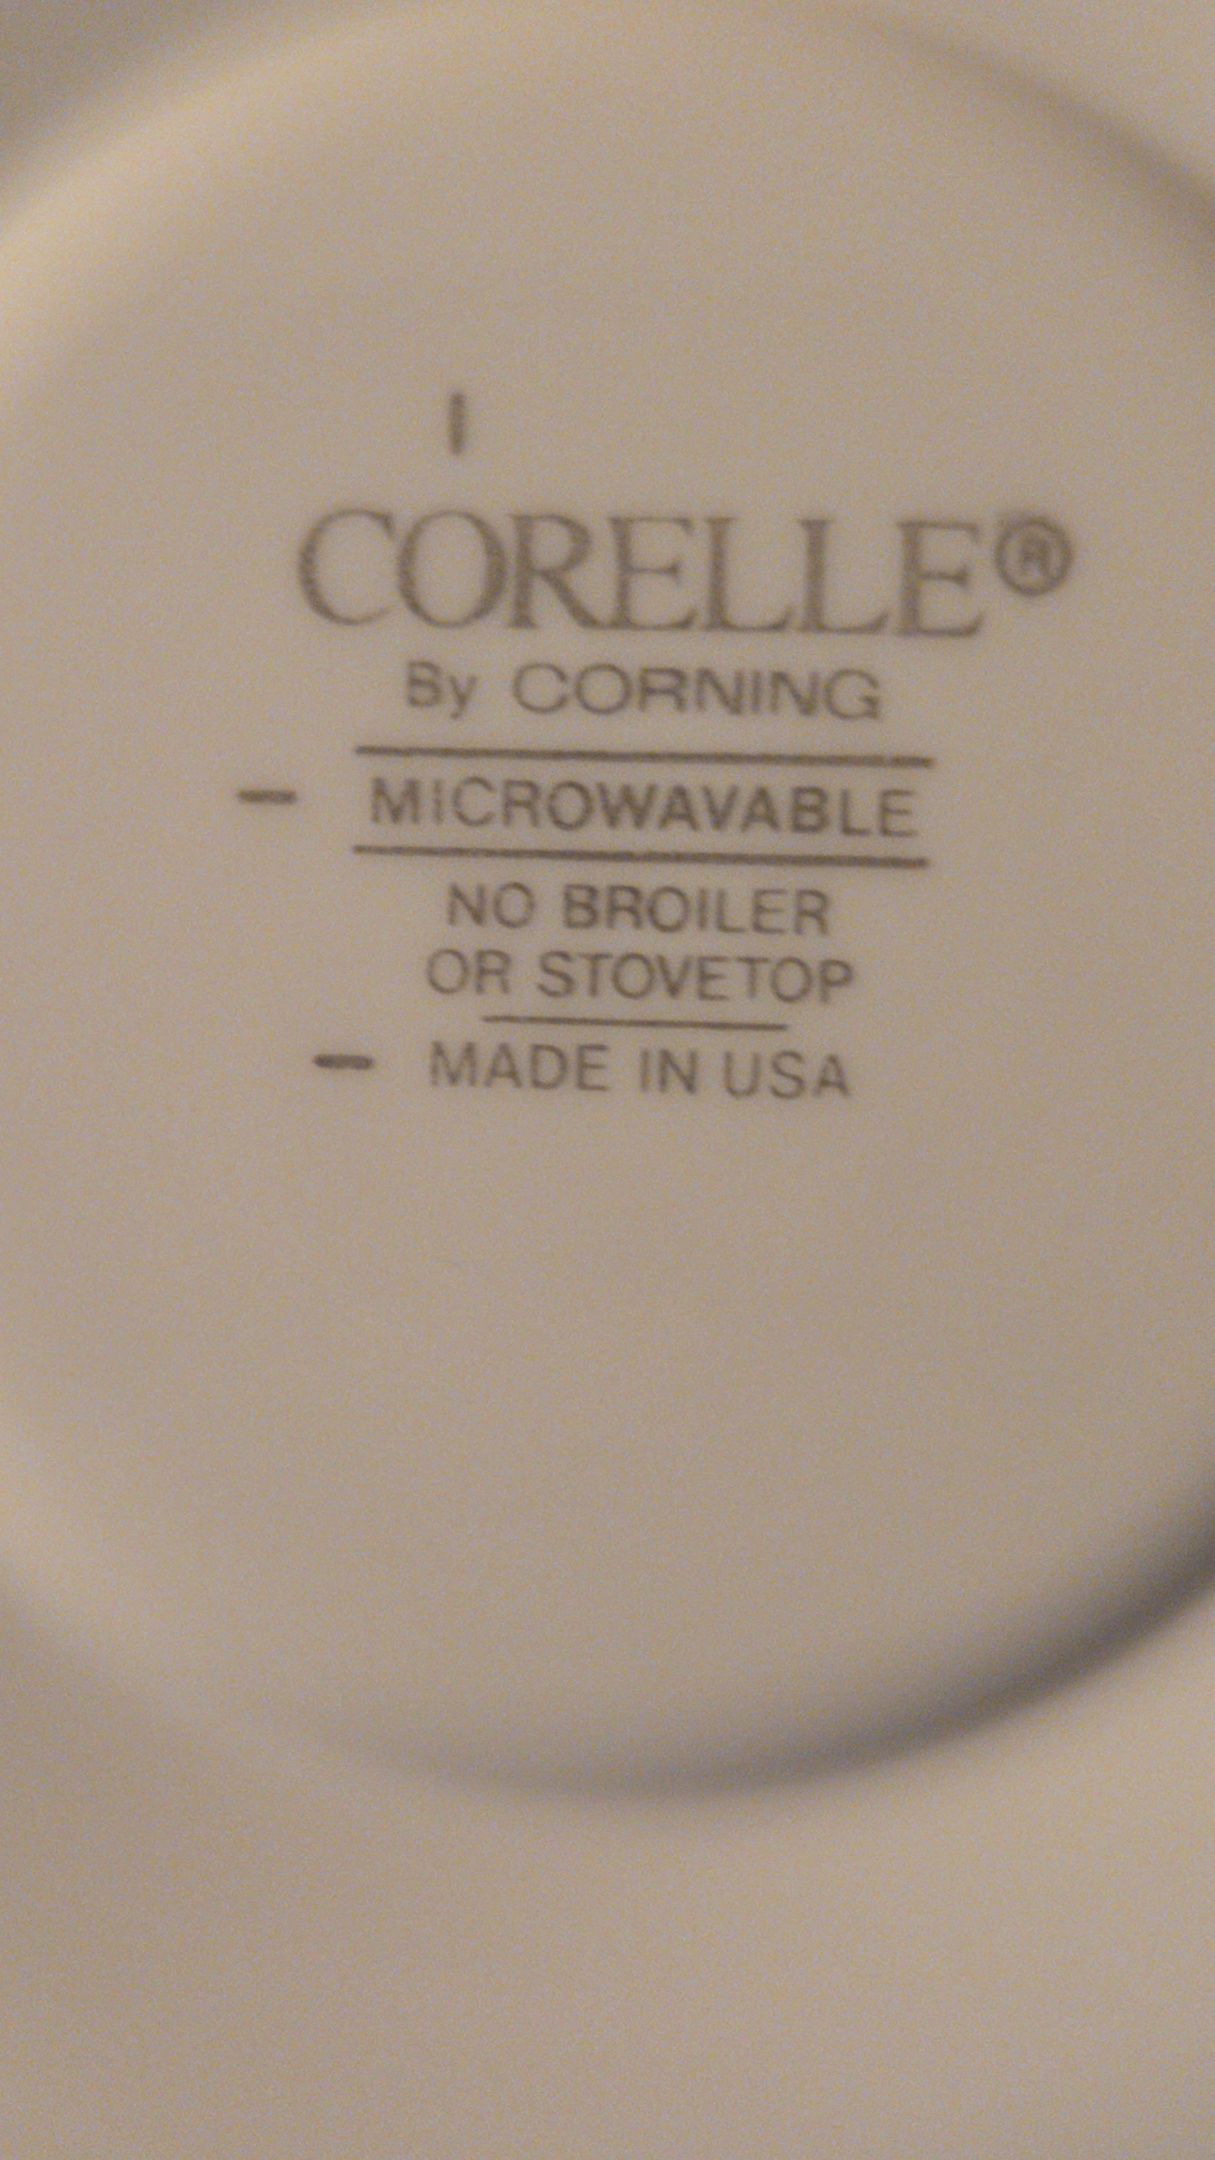 CORELLE®
By CORNING
MICROWAVABLE
NO BROILER
OR STOVETOP
MADE IN USA